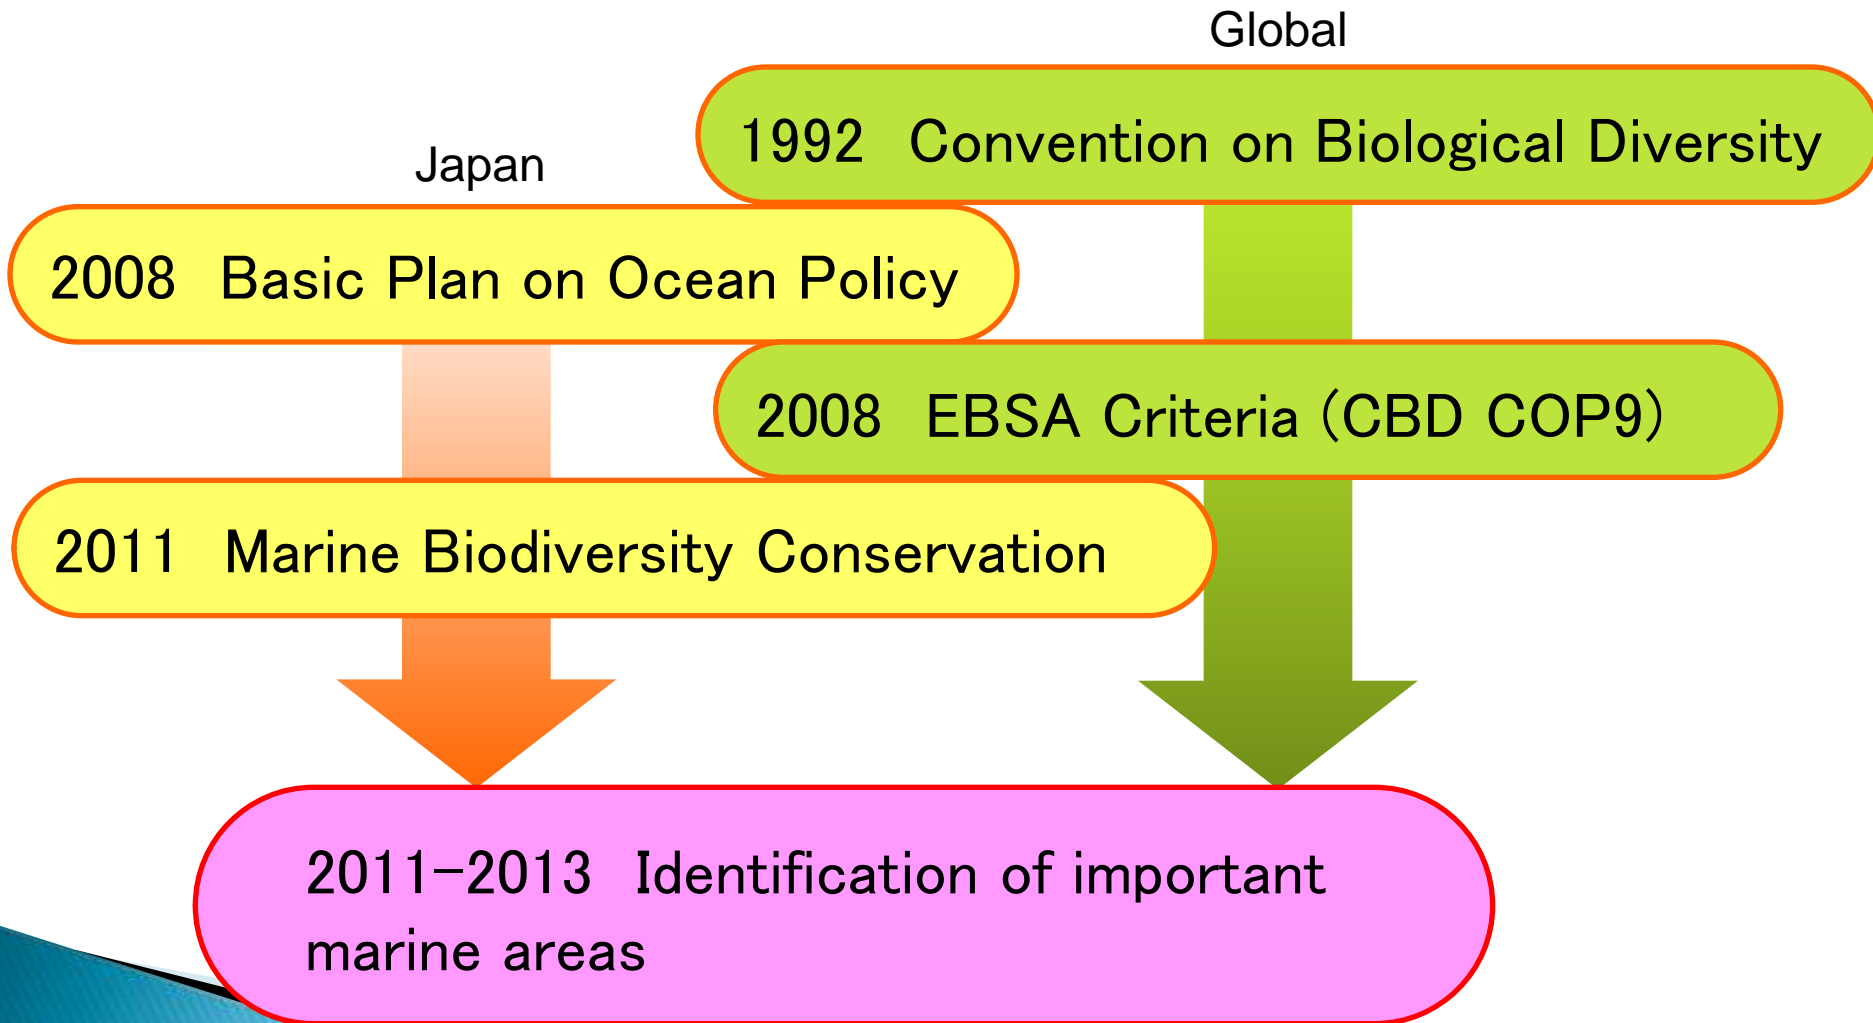 Global
1992 Convention on Biological Diversity
Japan
2008 Basic Plan on Ocean Policy
2008 EBSA Criteria (CBD COP9)
2011 Marine Biodiversity Conservation
2011-2013 Identification of important
marine areas